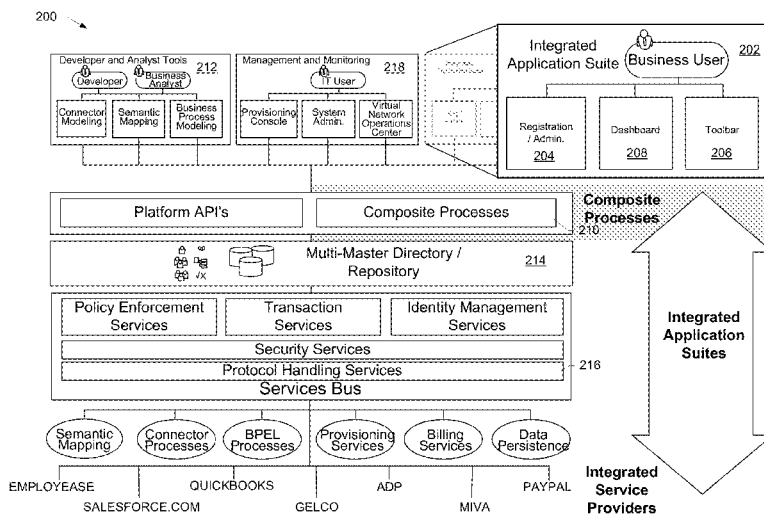 200
Developer and Analyst Tools
212
Developer
Business
Analyst
Connector
Modeling
Semantic
Mapping
Business
Process
Modeling
Management and Monitoring
218
IT User
Provisioning
Console
System
Admin.
Virtual
Network
Operations
Center
Integrated
Application
Suite
202
Business User
Registration
/ Admin.
204
Dashboard
208
Toolbar
206
Platform API's
Composite Processes
210
Composite
Processes
Multi-Master Directory /
Repository
214
√x
Policy Enforcement
Services
Transaction
Services
Identity Management
Services
Security Services
Protocol Handling Services
216
Services Bus
Integrated
Application
Suites
Semantic
Mapping
Connector
Processes
BPEL
Processes
Provisioning
Services
Billing
Services
Data
Persistence
EMPLOYEASE
SALESFORCE.COM
QUICKBOOKS
GELCO
ADP
MIVA
PAYPAL
Integrated
Service
Providers